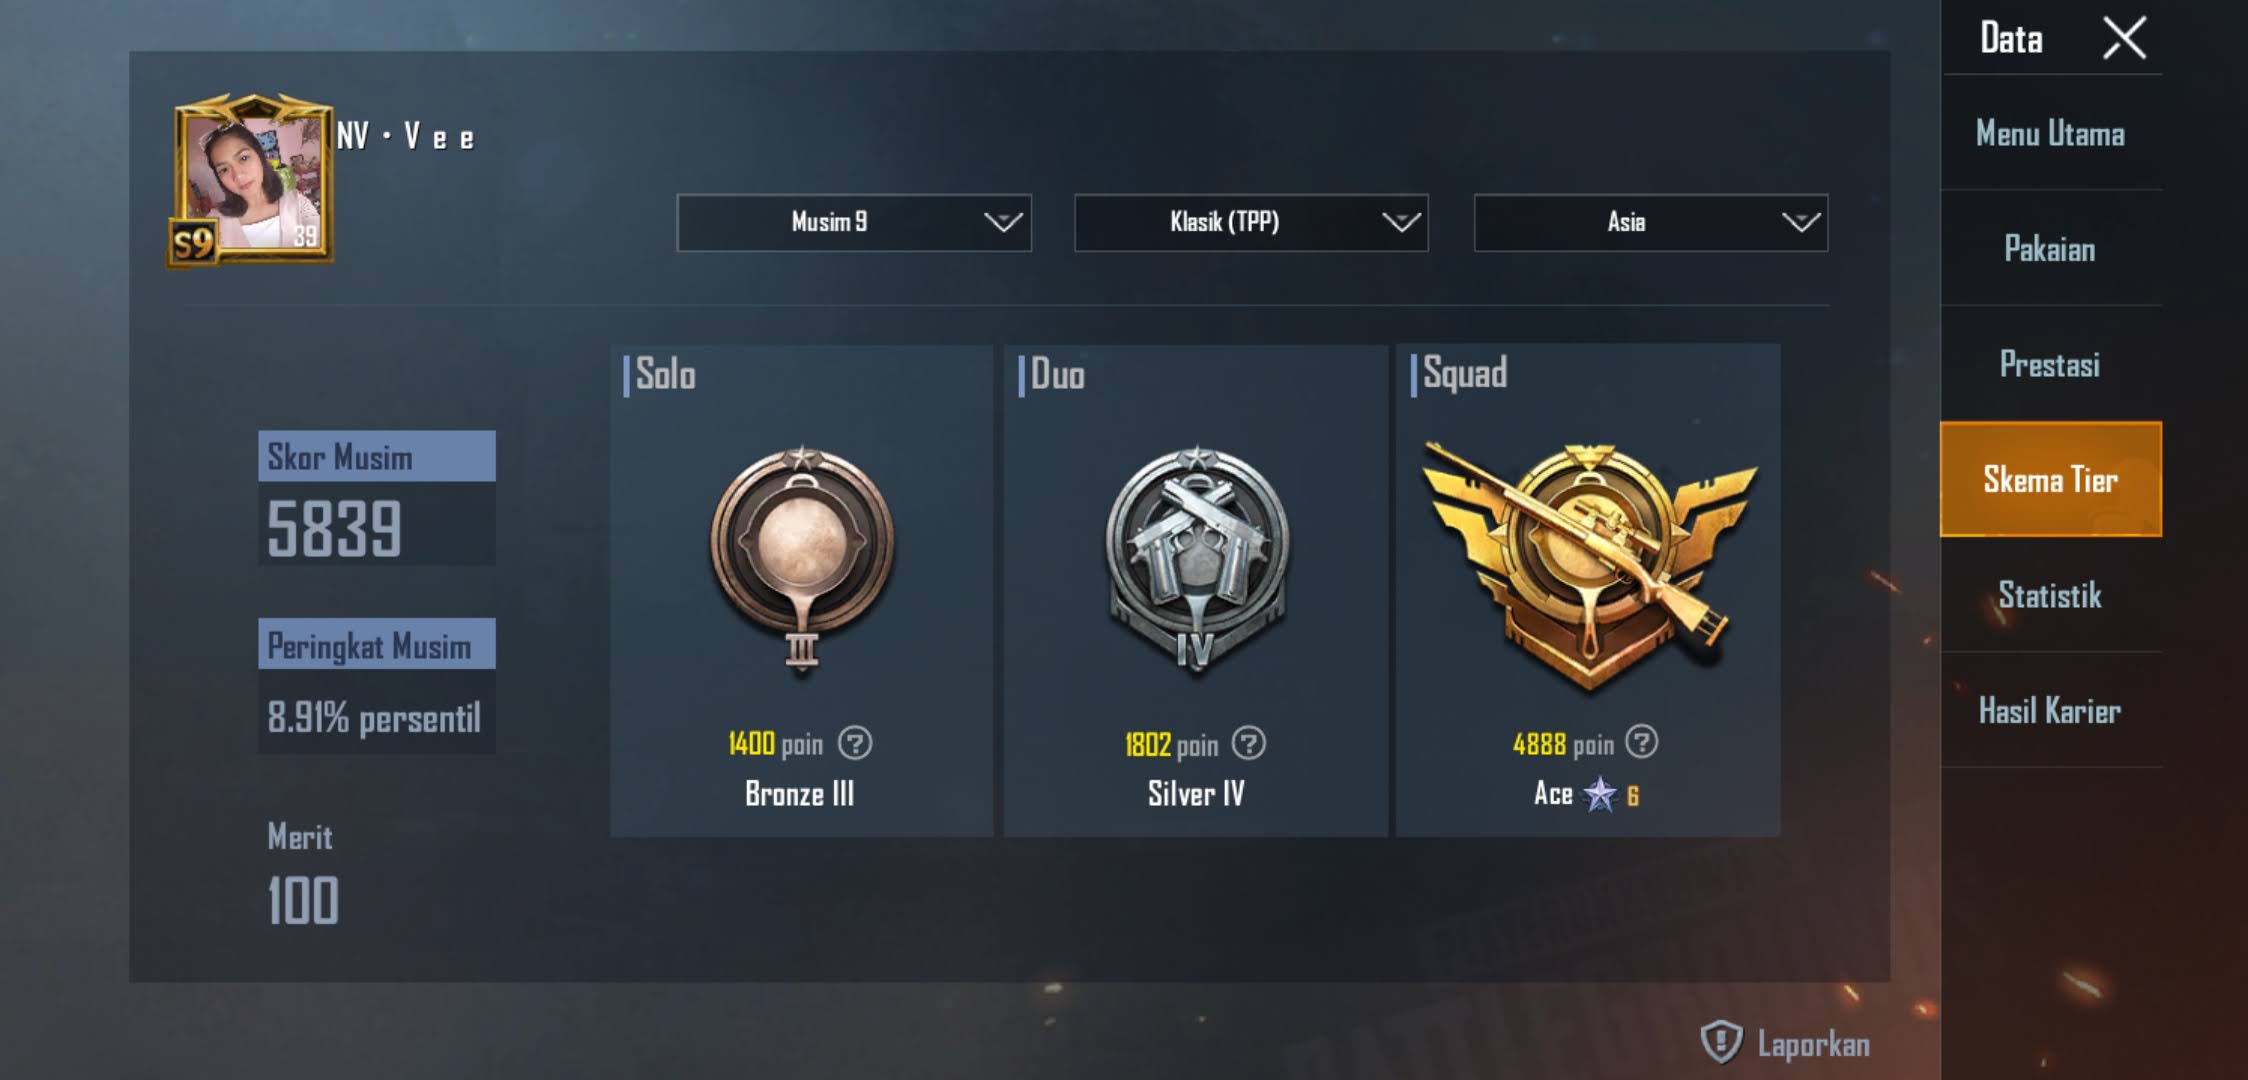 Data
NV • V e e
S9
39
Musim 9
Klasik (TPP)
Asia
Menu Utama
Pakaian
Prestasi
Skema Tier
Statistik
Hasil Karier
Skor Musim
5839
Peringkat Musim
8.91% persentil
Merit
100
Solo
III
1400 poin ?
Bronze III
Duo
IV
1802 poin ?
Silver IV
Squad
4888 poin ?
Ace 6
Laporkan